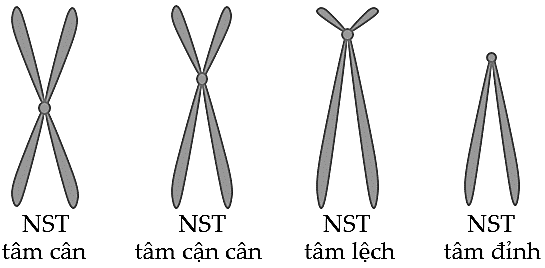 NST
tâm cân
NST
tâm cận cân
NST
tâm lệch
NST
tâm đỉnh